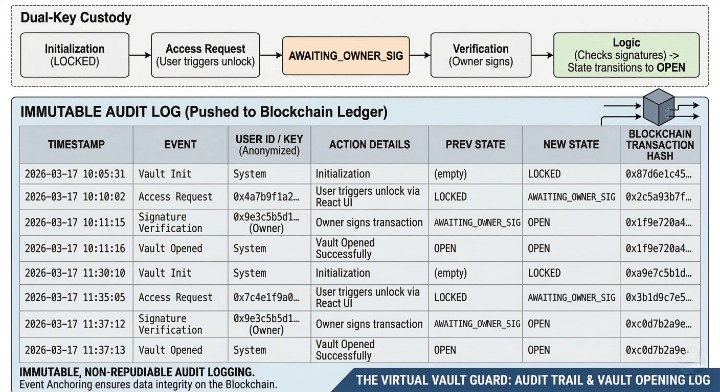 Dual-Key Custody
Initialization
(LOCKED)
Access Request
(User triggers unlock)
AWAITING_OWNER_SIG
Verification
(Owner signs)
Logic
(Checks signatures) ->
State transitions to OPEN
IMMUTABLE AUDIT LOG (Pushed to Blockchain Ledger)
TIMESTAMP EVENT USER ID / KEY (Anonymized) ACTION DETAILS PREV STATE NEW STATE BLOCKCHAIN TRANSACTION HASH
2026-03-17 10:05:31 Vault Init System Initialization (empty) LOCKED 0x87d6e1c45...
2026-03-17 10:10:02 Access Request 0x4a7b9f1a2... User triggers unlock via React UI LOCKED AWAITING_OWNER_SIG 0x2c5a93b7f...
2026-03-17 10:11:15 Signature Verification 0x9e3c5b5d1... (Owner) Owner signs transaction AWAITING_OWNER_SIG OPEN 0x1f9e720a4...
2026-03-17 10:11:16 Vault Opened System Vault Opened Successfully OPEN OPEN 0x1f9e720a4...
2026-03-17 11:30:10 Vault Init System Initialization (empty) LOCKED 0xa9e7c5b1d...
2026-03-17 11:35:05 Access Request 0x7c4e1f9a0... User triggers unlock via React UI LOCKED AWAITING_OWNER_SIG 0x3b1d9c7e5...
2026-03-17 11:37:12 Signature Verification 0x9e3c5b5d1... (Owner) Owner signs transaction AWAITING_OWNER_SIG OPEN 0xc0d7b2a9e...
2026-03-17 11:37:13 Vault Opened System Vault Opened Successfully OPEN OPEN 0xc0d7b2a9e...
IMMUTABLE, NON-REPUDIABLE AUDIT LOGGING.
Event Anchoring ensures data integrity on the Blockchain.
THE VIRTUAL VAULT GUARD: AUDIT TRAIL & VAULT OPENING LOG